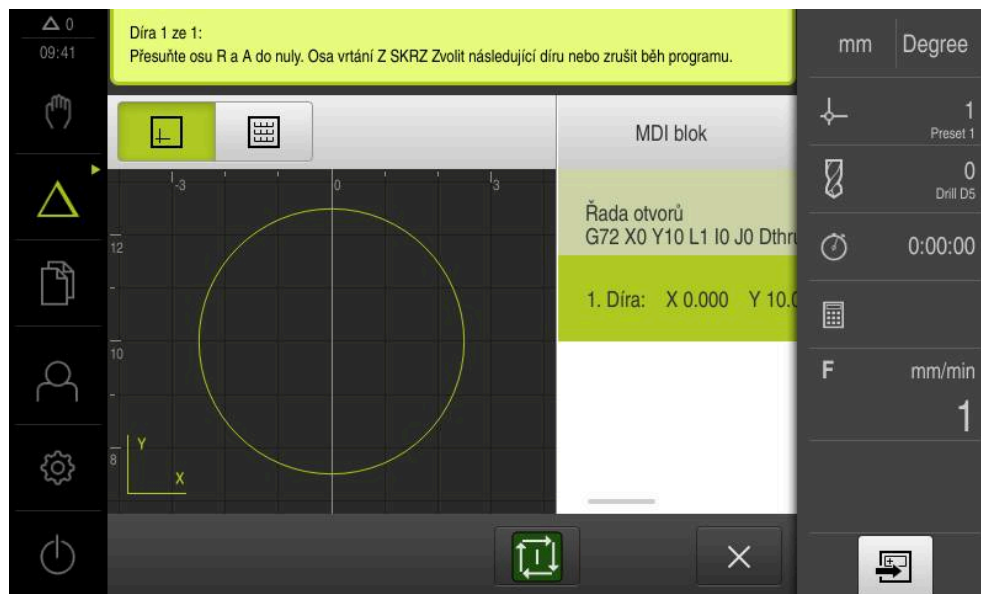 0
09:41
Díra 1 ze 1:
Přesuňte osu R a A do nuly. Osa vrtání Z SKRZ Zvolit následující díru nebo zrušit běh programu.
mm Degree
MDI blok
1
Preset 1
0
Drill D5
0:00:00
F mm/min
1
-3 0 3
12
10
8
Y
X
Řada otvorů
G72 X0 Y10 L1 I0 J0 Dthru
1. Díra: X 0.000 Y 10.0